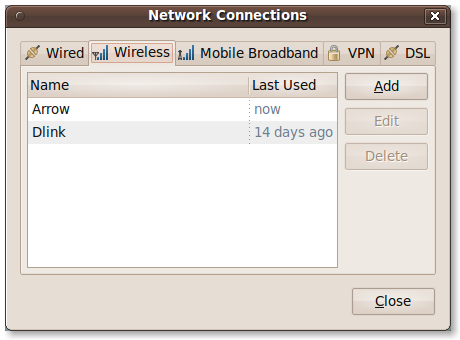 Network Connections
Wired Wireless Mobile Broadband VPN DSL
Name Last Used Add
Arrow now
Edit
Dlink 14 days ago
Delete
Close